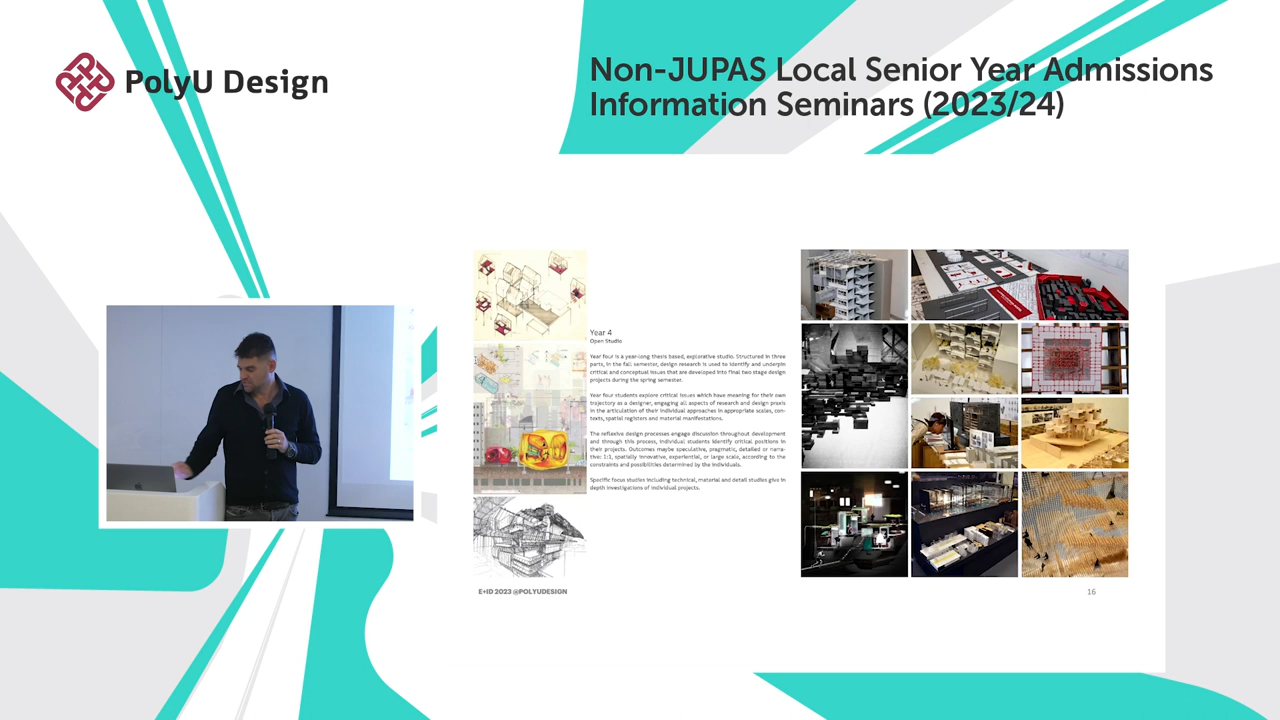 PolyU Design
Non-JUPAS Local Senior Year Admissions
Information Seminars (2023/24)
Year 4
Open Studio
Year four is a year-long thesis based, explorative studio. Structured in three
parts, in the fall semester, design research is used to identify and underpin
critical and conceptual issues that are developed into final two stage design
projects during the spring semester.
Year four students explore critical issues which have meaning for their own
trajectory as a designer, engaging all aspects of research and design praxis
in the articulation of their individual approaches in appropriate scales, con-
texts, spatial registers and material manifestations.
The reflexive design processes engage discussion throughout development
and through this process, individual students identify critical positions in
their projects. Outcomes maybe speculative, pragmatic, detailed or narra-
tive: 1:1, spatially innovative, experiential, or large scale, according to the
constraints and possibilities determined by the individuals.
Specific focus studies including technical, material and detail studies give in
depth investigations of individual projects.
E+ID 2023 @POLYUDESIGN
16